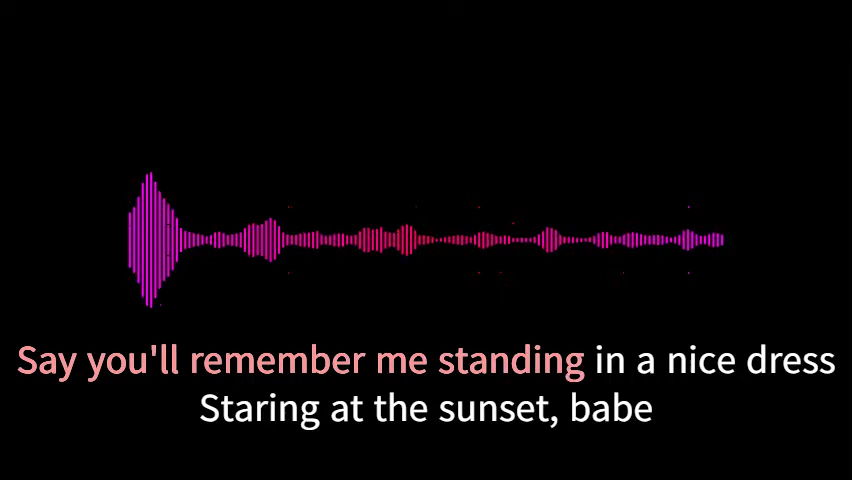 Say you'll remember me standing in a nice dress
Staring at the sunset, babe